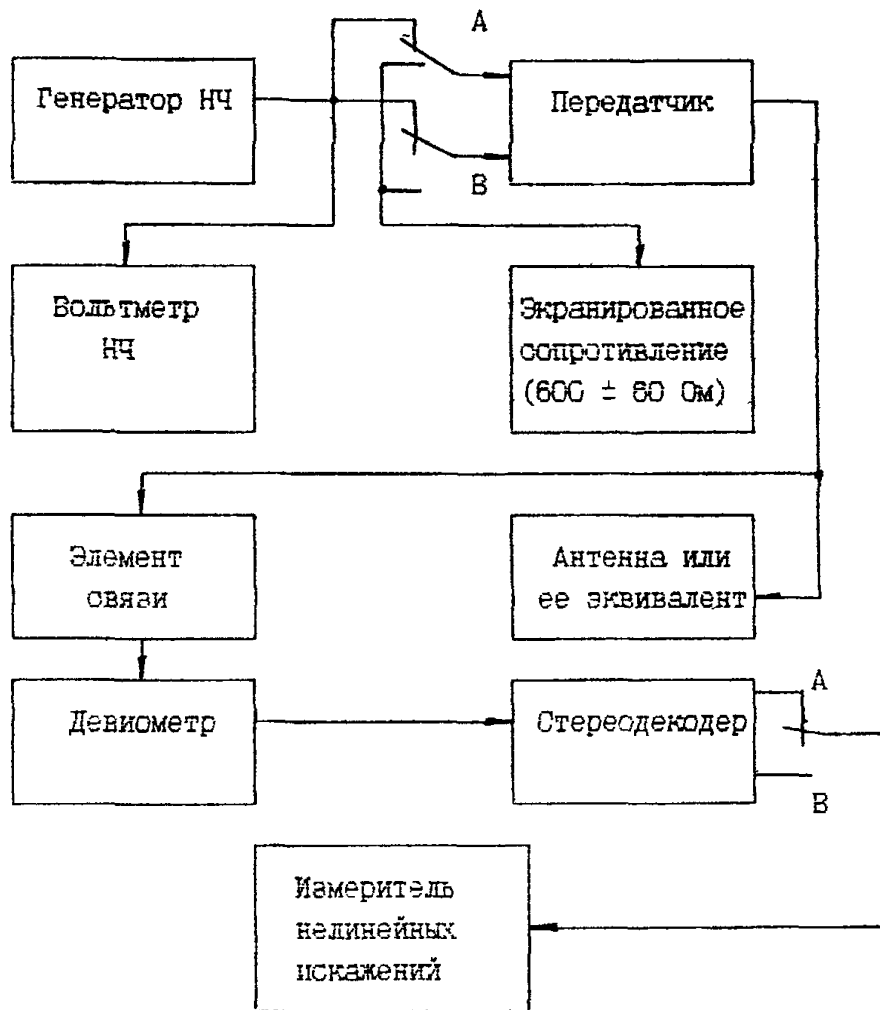 А
Генератор НЧ
Передатчик
В
Вольтметр
НЧ
Экранированное
сопротивление
(600 ± 60 Ом)
Элемент
связи
Антенна или
ее эквивалент
Девиометр
Стереодекодер
А
В
Измеритель
нелинейных
искажений